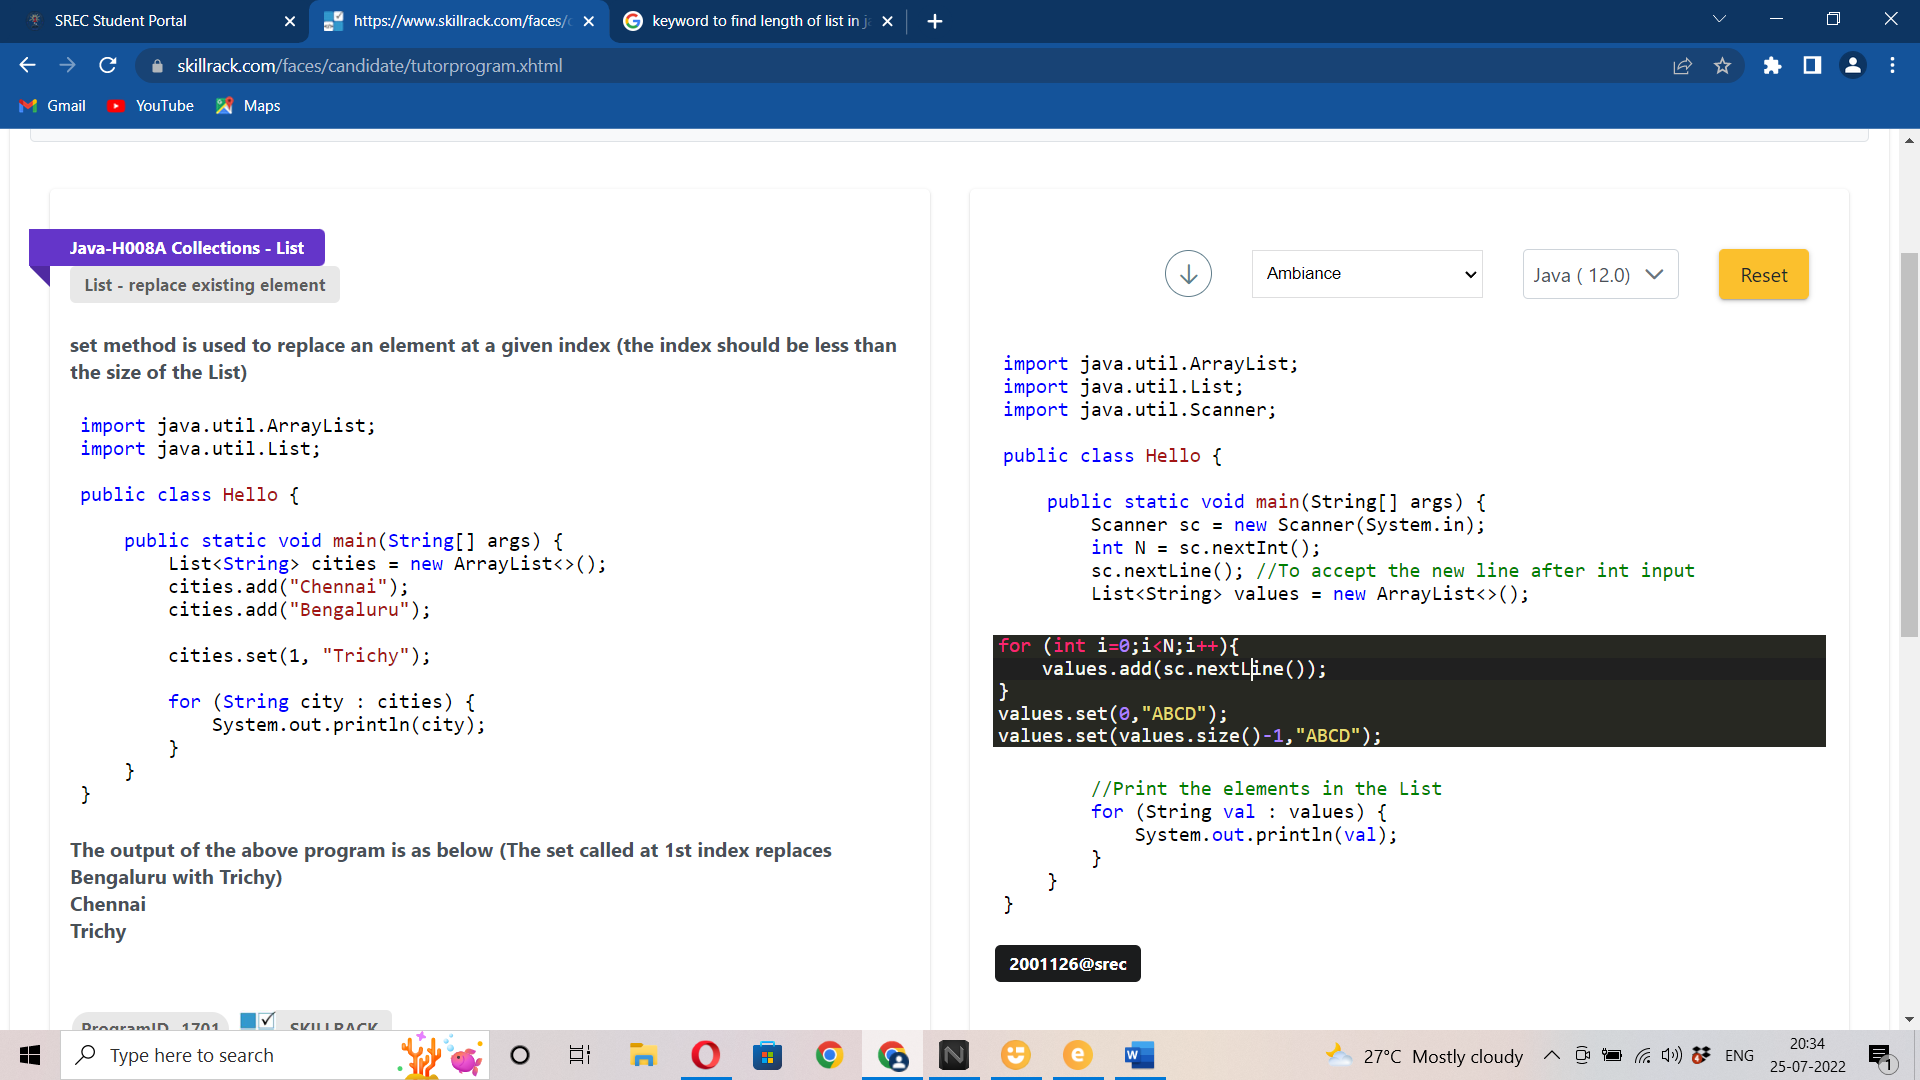 SREC Student Portal
https://www.skillrack.com/faces/
keyword to find length of list in ja
skillrack.com/faces/candidate/tutorprogram.xhtml
Gmail
YouTube
Maps
Java-H008A Collections - List
List - replace existing element
set method is used to replace an element at a given index (the index should be less than
the size of the List)
import java.util.ArrayList;
import java.util.List;
public class Hello {
public static void main(String[] args) {
List<String> cities = new ArrayList<>();
cities.add("Chennai");
cities.add("Bengaluru");
cities.set(1, "Trichy");
for (String city : cities) {
System.out.println(city);
}
}
}
The output of the above program is as below (The set called at 1st index replaces
Bengaluru with Trichy)
Chennai
Trichy
ProgramID- 1701
SKILLRACK
Ambiance
Java ( 12.0)
Reset
import java.util.ArrayList;
import java.util.List;
import java.util.Scanner;
public class Hello {
public static void main(String[] args) {
Scanner sc = new Scanner(System.in);
int N = sc.nextInt();
sc.nextLine(); //To accept the new line after int input
List<String> values = new ArrayList<>();
for (int i=0;i<N;i++){
values.add(sc.nextLine());
}
values.set(0,"ABCD");
values.set(values.size()-1,"ABCD");
//Print the elements in the List
for (String val : values) {
System.out.println(val);
}
}
}
2001126@srec
Type here to search
27°C Mostly cloudy
ENG
20:34
25-07-2022
1